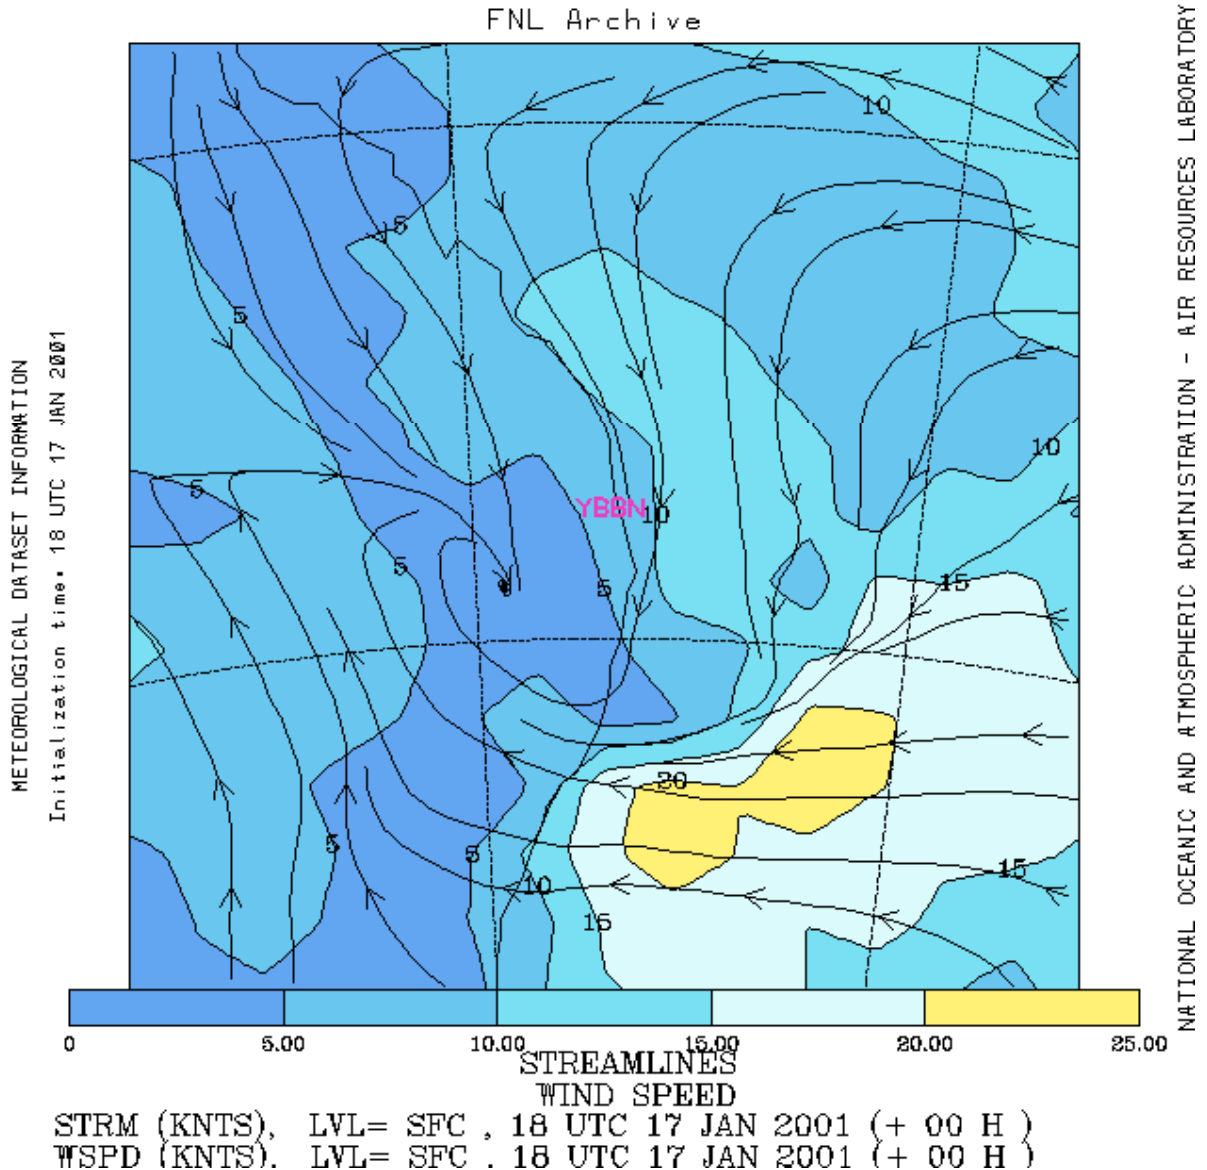 FNL Archive
METEOROLOGICAL DATASET INFORMATION
Initialization time: 18 UTC 17 JAN 2001
NATIONAL OCEANIC AND ATMOSPHERIC ADMINISTRATION - AIR RESOURCES LABORATORY
10
5
5
10
5
YBBN
10
5
5
15
20
5
5
15
10
15
0 5.00 10.00 15.00 20.00 25.00
STREAMLINES
WIND SPEED
STRM (KNTS), LVL= SFC , 18 UTC 17 JAN 2001 (+ 00 H )
WSPD (KNTS), LVL= SFC , 18 UTC 17 JAN 2001 (+ 00 H )